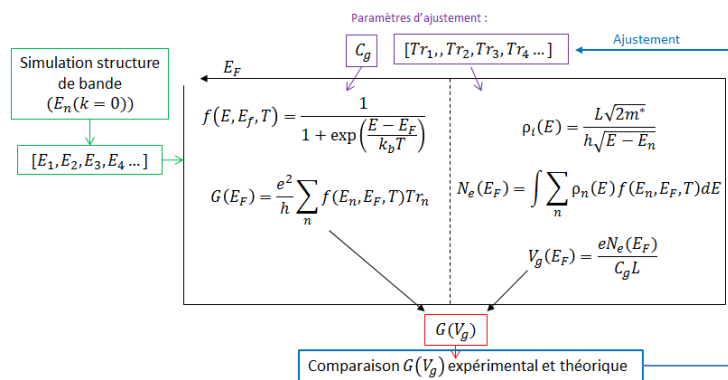 Paramètres d'ajustement :
C_g
[Tr_1,,Tr_2,Tr_3,Tr_4 …]
Ajustement
Simulation structure
de bande
(E_n(k = 0))
E_F
f(E,E_f,T) = 1 / (1 + exp((E − E_F)/(k_b T)))
ρ_i(E) = L√(2m*) / (h√(E − E_n))
[E_1,E_2,E_3,E_4 …]
G(E_F) = e²/h ∑_n f(E_n,E_F,T)Tr_n
N_e(E_F) = ∫ ∑_n ρ_n(E) f(E_n,E_F,T)dE
V_g(E_F) = eN_e(E_F) / (C_g L)
G(V_g)
Comparaison G(V_g) expérimental et théorique